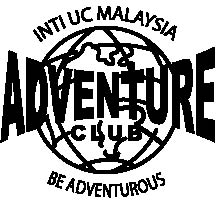 INTI UC MALAYSIA
ADVENTURE
CLUB
BE ADVENTUROUS